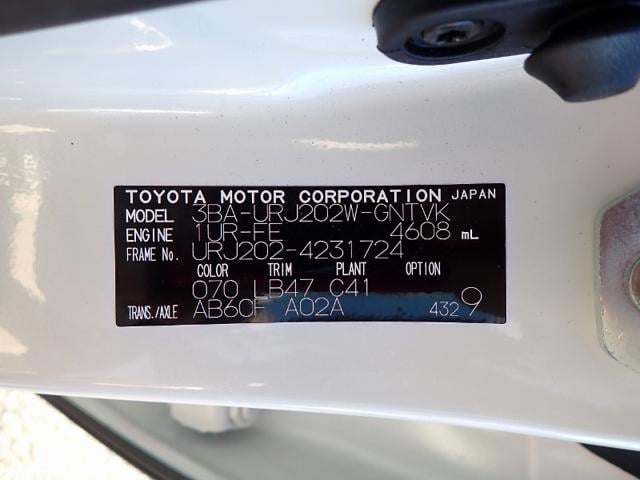 TOYOTA MOTOR CORPORATION JAPAN
MODEL 3BA-URJ202W-GNTVK
ENGINE 1UR-FE 4608 mL
FRAME No. URJ202-4231724
COLOR TRIM PLANT OPTION
070 LB47 C41
TRANS./AXLE AB60F A02A 432 9